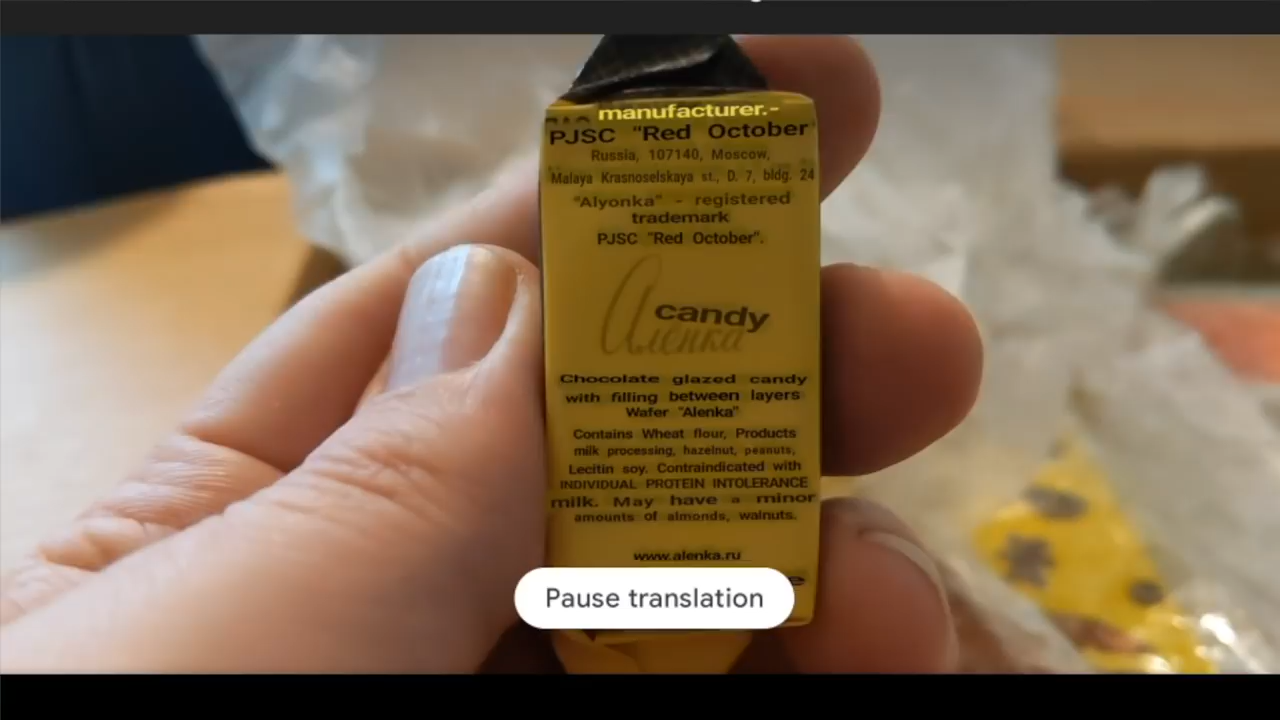 manufacturer.-
PJSC "Red October
Russia, 107140, Moscow,
Malaya Krasnoselskaya st., D. 7, bldg. 24
"Alyonka" - registered
trademark
PJSC "Red October".
candy
Аленка
Chocolate glazed candy
with filling between layers
Wafer "Alenka"
Contains Wheat flour, Products
milk processing, hazelnut, peanuts,
Lecitin soy. Contraindicated with
INDIVIDUAL PROTEIN INTOLERANCE
milk. May have a minor
amounts of almonds, walnuts.
www.alenka.ru
Pause translation